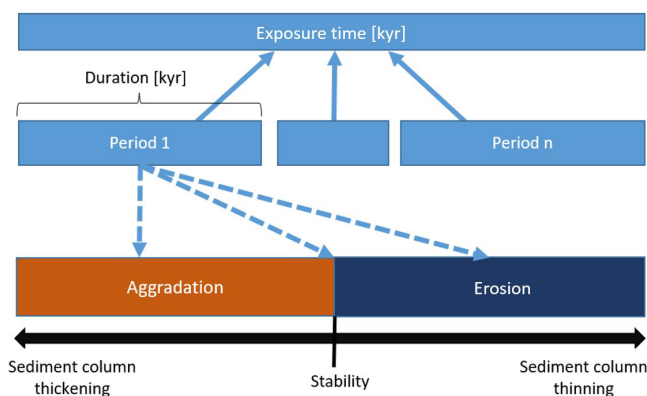 Exposure time [kyr]
Duration [kyr]
Period 1
Period n
Aggradation
Erosion
Sediment column
thickening
Stability
Sediment column
thinning